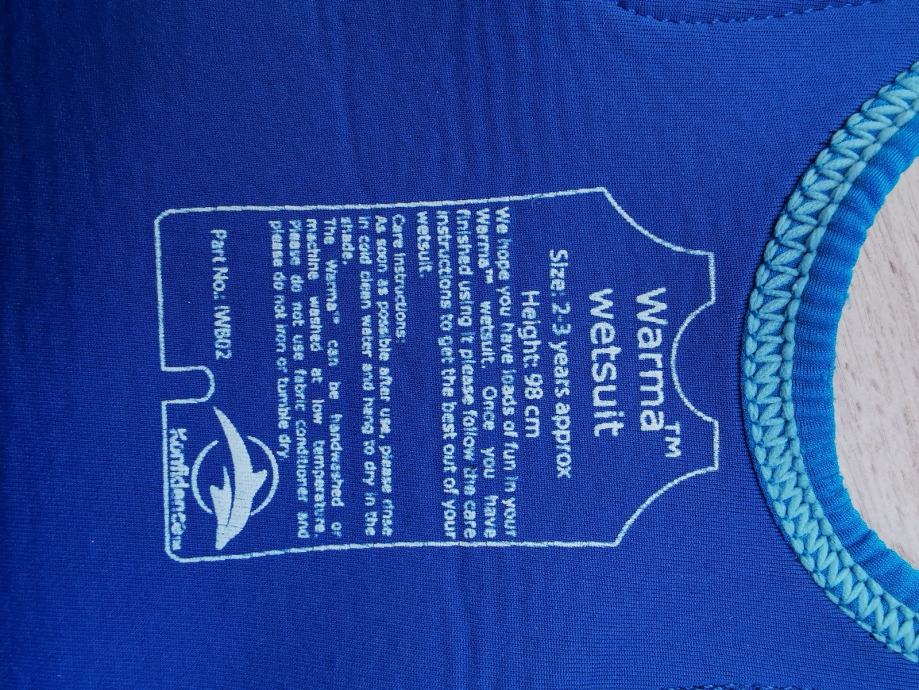 Warma™
wetsuit
Size: 2-3 years approx
Height: 98 cm
We hope you have loads of fun in your
Warma™ wetsuit. Once you have
finished using it please follow the care
instructions to get the best out of your
wetsuit.
Care instructions:
As soon as possible after use, please rinse
in cold clean water and hang to dry in the
shade.
The Warma™ can be handwashed or
machine washed at low temperature.
Please do not use fabric conditioner and
please do not iron or tumble dry
Part No.: IWB02
Konfidence™